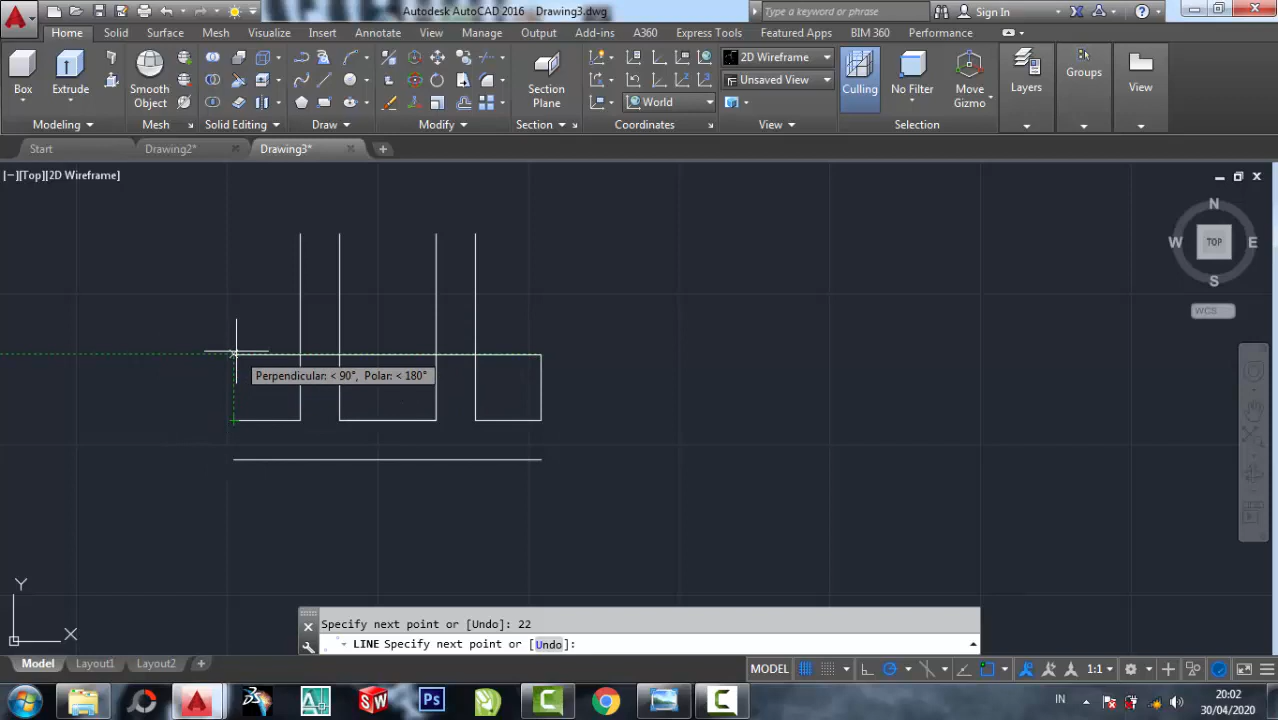 Autodesk AutoCAD 2016 Drawing3.dwg
Type a keyword or phrase
Sign In
Home Solid Surface Mesh Visualize Insert Annotate View Manage Output Add-ins A360 Express Tools Featured Apps BIM 360 Performance
2D Wireframe
Unsaved View
World
Box Extrude Smooth Object Section Plane Culling No Filter Move Gizmo Layers Groups View
Modeling Mesh Solid Editing Draw Modify Section Coordinates View Selection
Start Drawing2* Drawing3*
[−][Top][2D Wireframe]
N
W TOP E
S
WCS
Perpendicular: < 90°, Polar: < 180°
Y
X
Specify next point or [Undo]: 22
LINE Specify next point or [Undo]:
Model Layout1 Layout2
MODEL 1:1
Ps
IN
20:02
30/04/2020